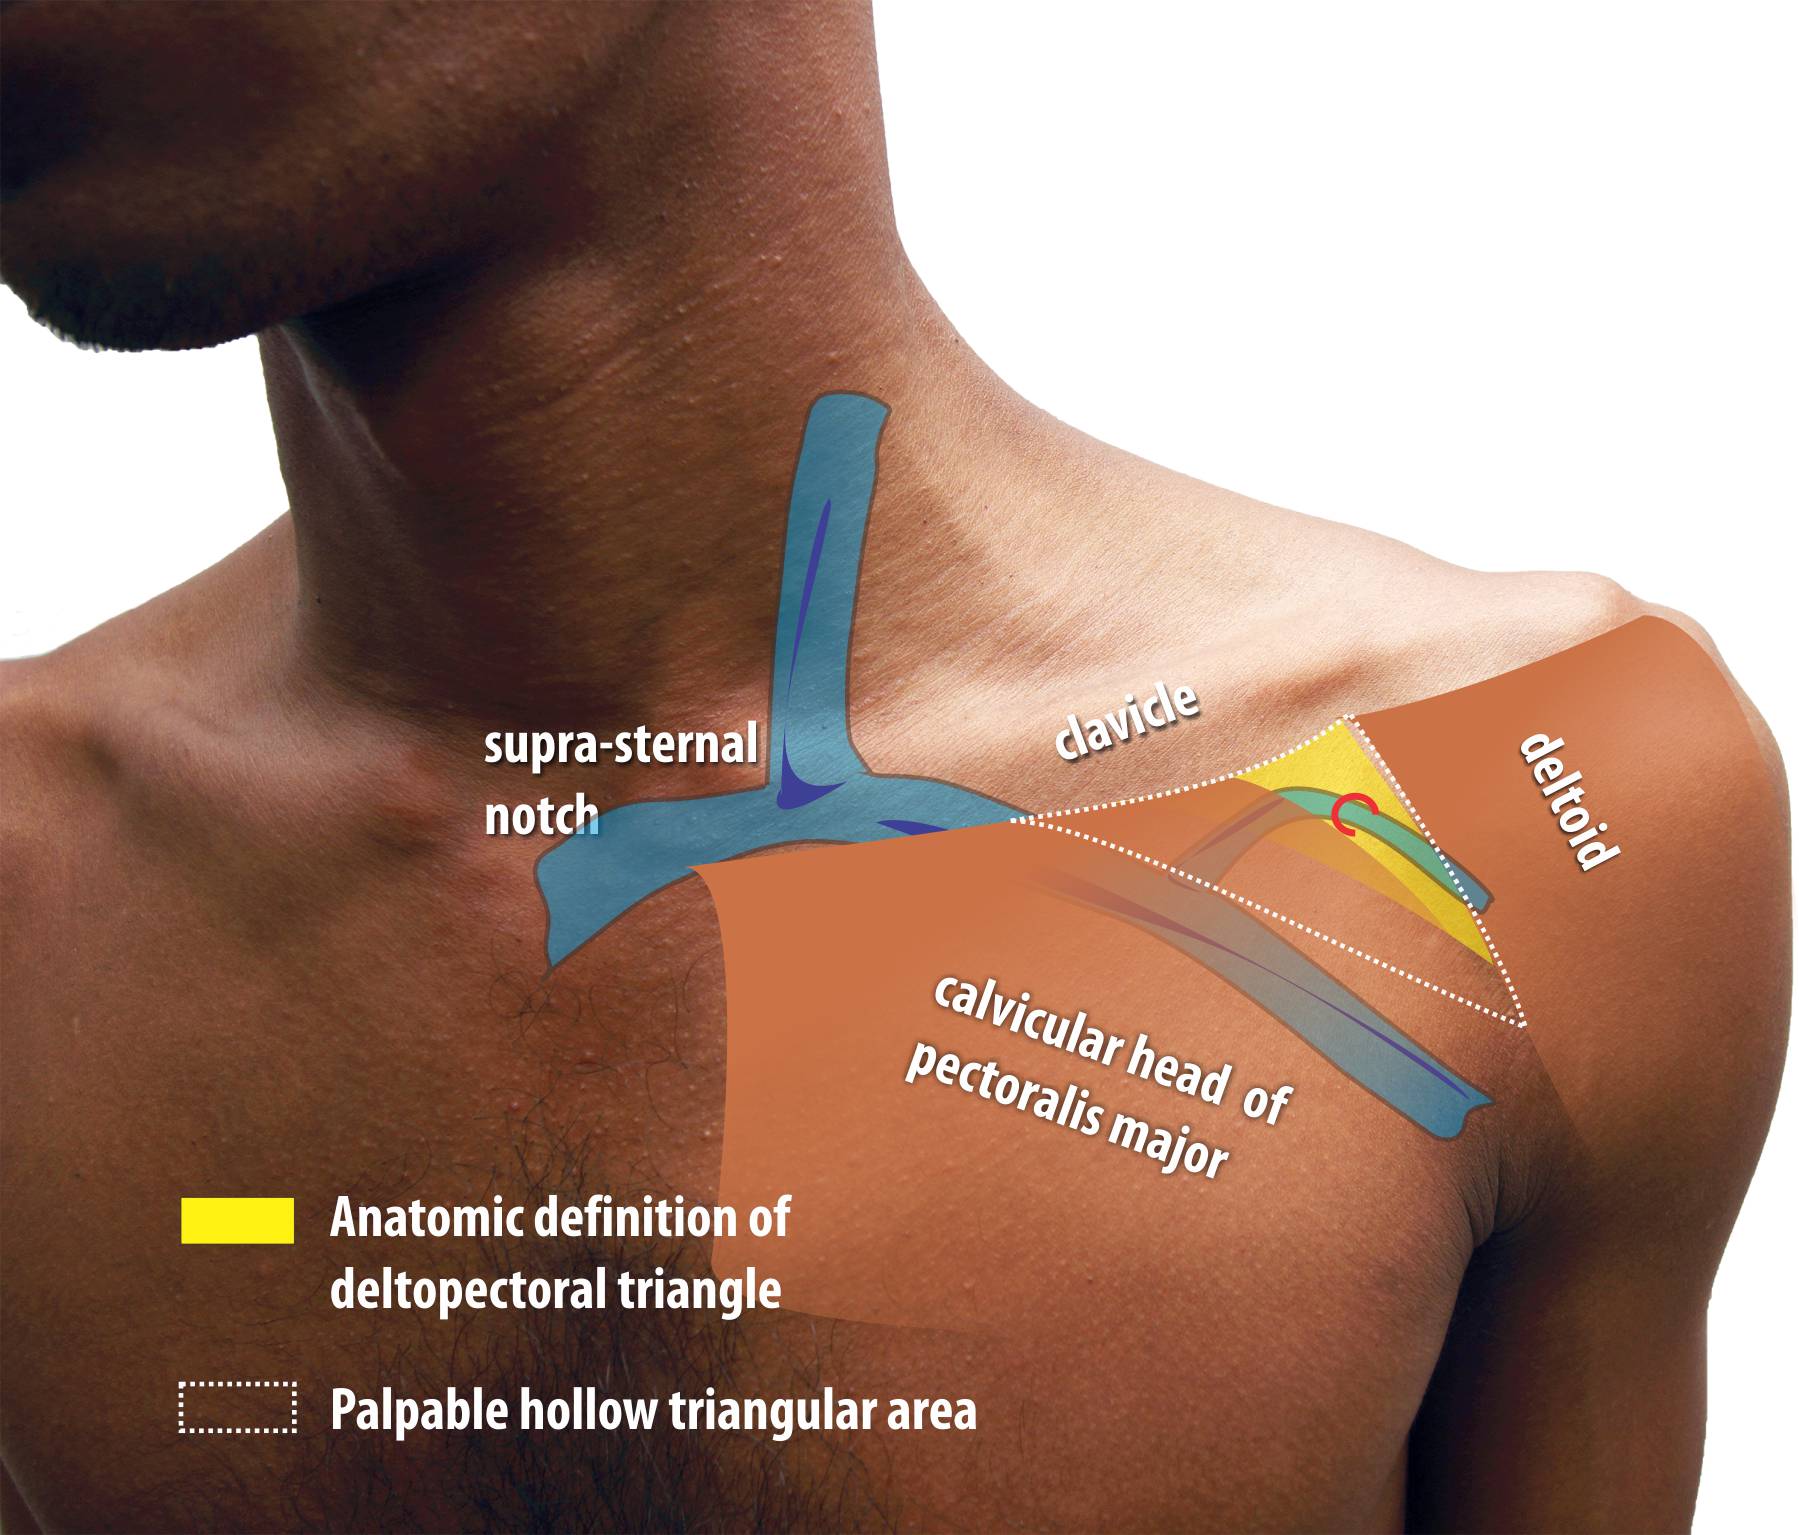 supra-sternal
notch
clavicle
deltoid
calvicular head of
pectoralis major
Anatomic definition of
deltopectoral triangle
Palpable hollow triangular area